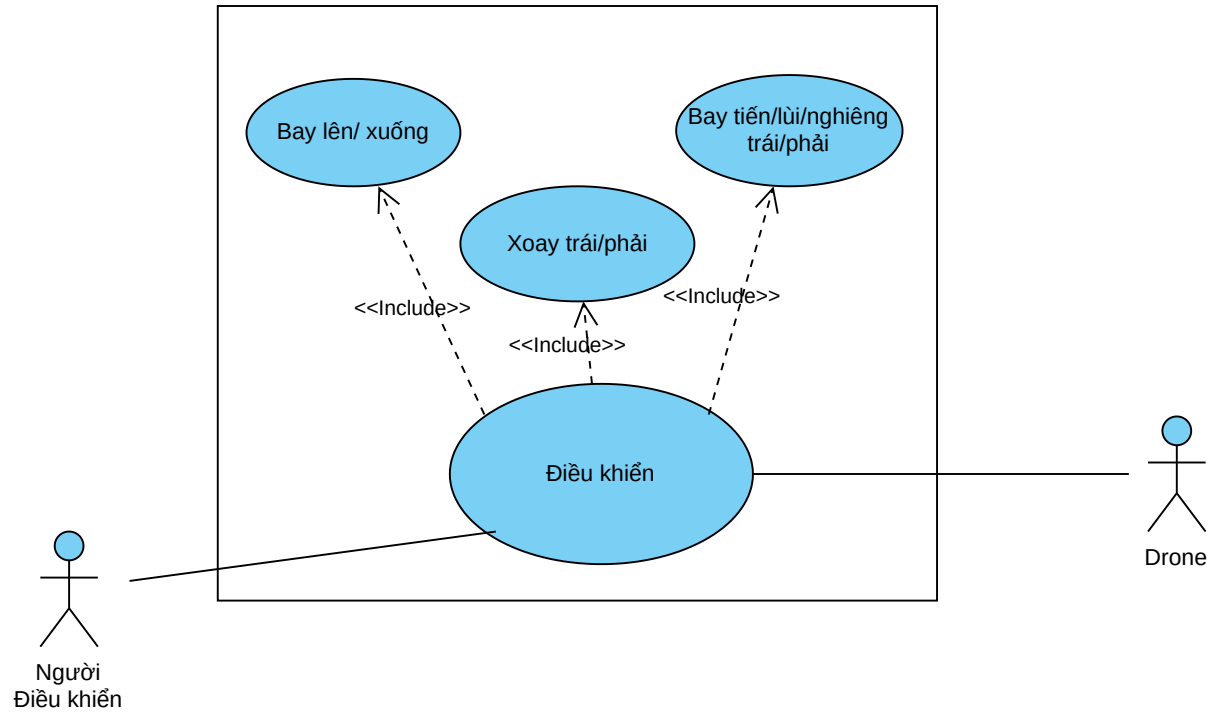 Bay lên/ xuống
Bay tiến/lùi/nghiêng
trái/phải
Xoay trái/phải
<<Include>>
<<Include>>
<<Include>>
Điều khiển
Drone
Người
Điều khiển